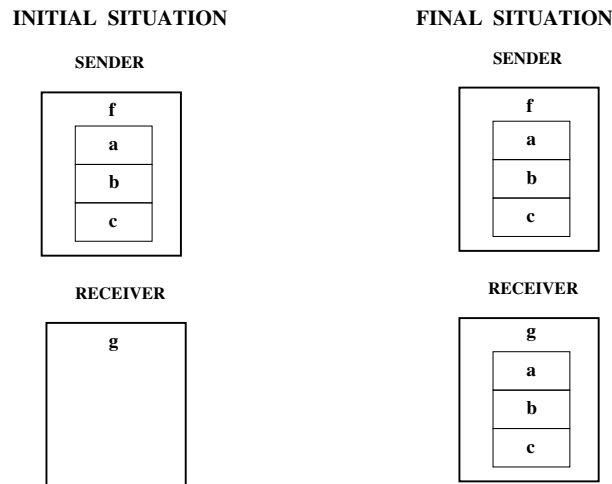 INITIAL SITUATION
SENDER
f
a
b
c
RECEIVER
g
FINAL SITUATION
SENDER
f
a
b
c
RECEIVER
g
a
b
c